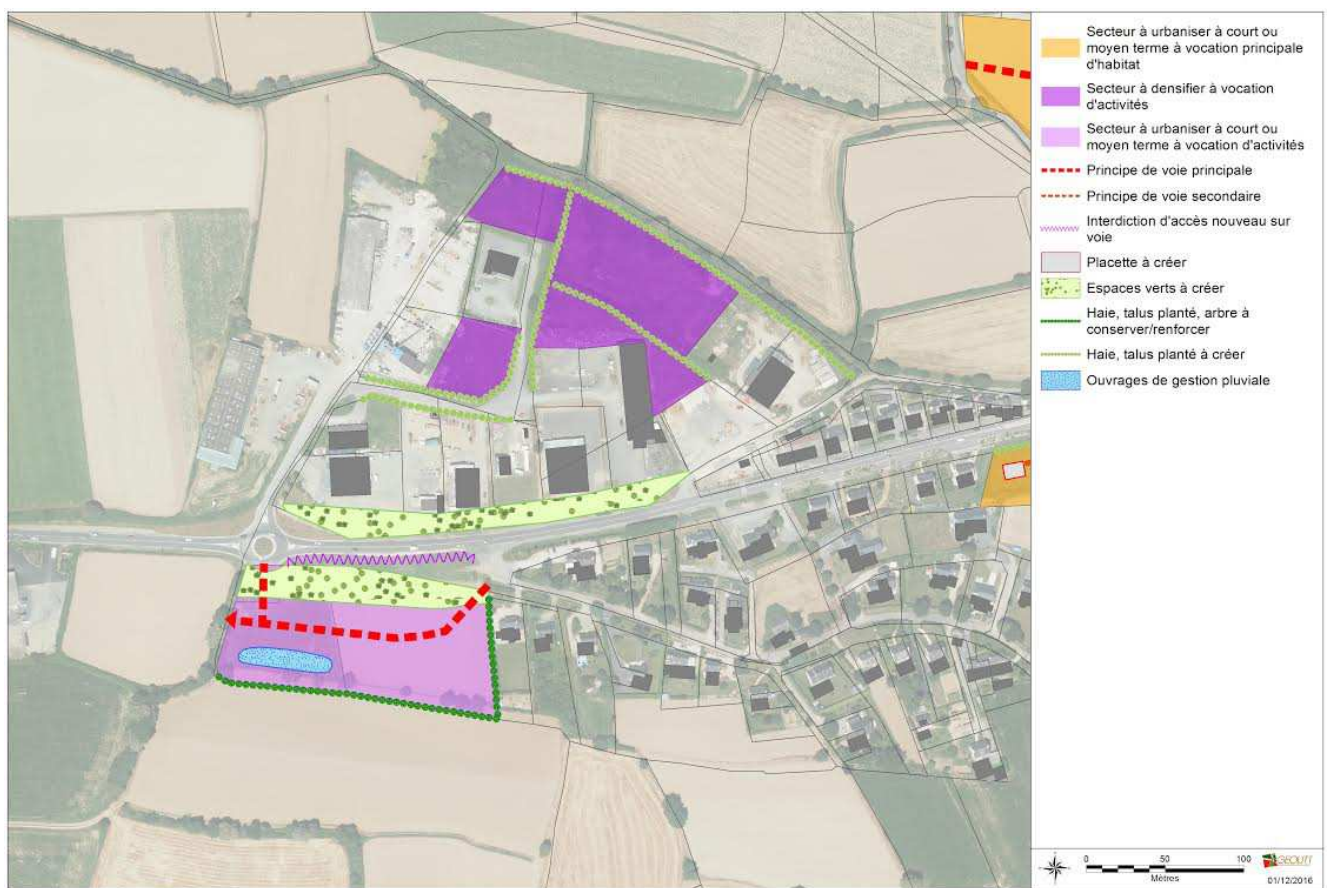 Secteur à urbaniser à court ou
moyen terme à vocation principale
d'habitat
Secteur à densifier à vocation
d'activités
Secteur à urbaniser à court ou
moyen terme à vocation d'activités
Principe de voie principale
Principe de voie secondaire
Interdiction d'accès nouveau sur
voie
Placette à créer
Espaces verts à créer
Haie, talus planté, arbre à
conserver/renforcer
Haie, talus planté à créer
Ouvrages de gestion pluviale
0 50 100
Mètres
GEOLITT
01/12/2016